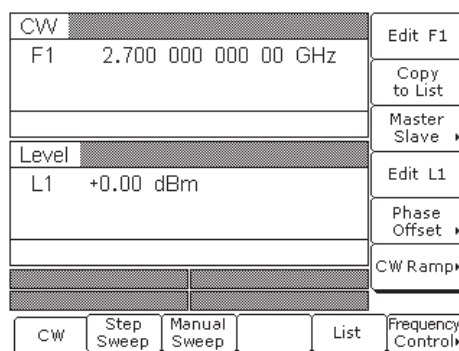 CW
F1 2.700 000 000 00 GHz
Level
L1 +0.00 dBm
Edit F1
Copy
to List
Master
Slave
Edit L1
Phase
Offset
CW Ramp
CW
Step
Sweep
Manual
Sweep
List
Frequency
Control